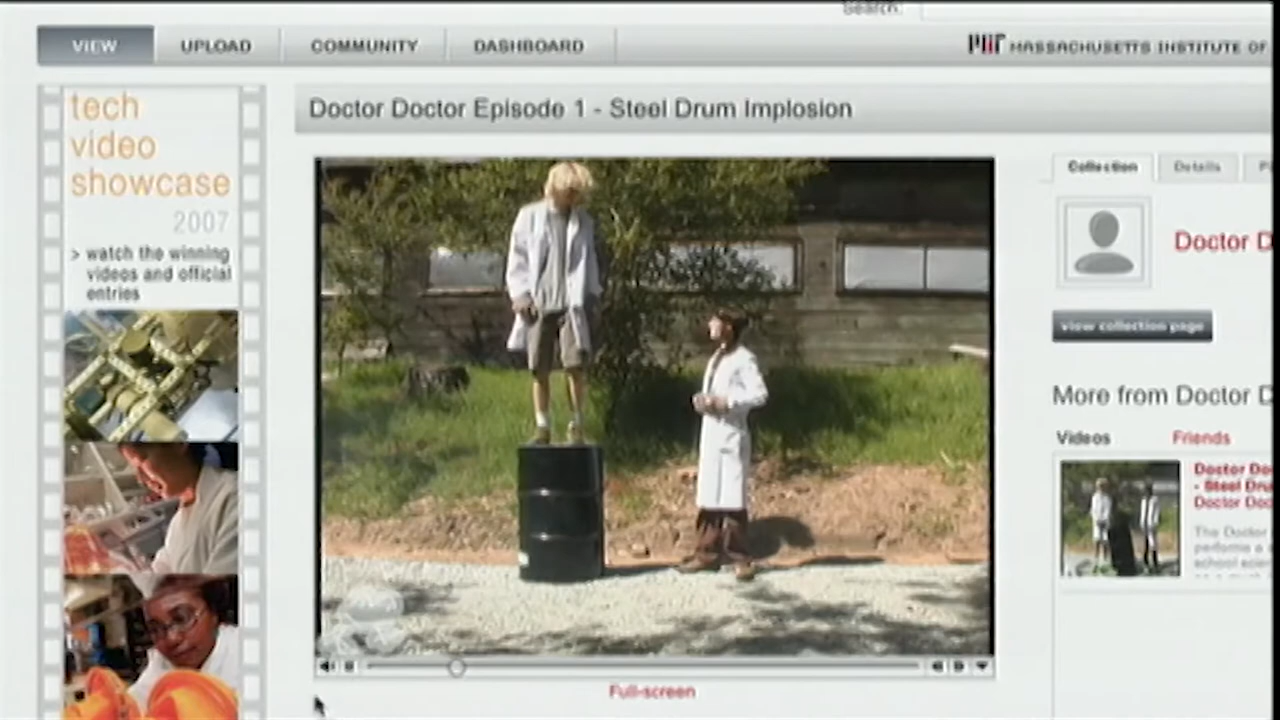 Search:
VIEW UPLOAD COMMUNITY DASHBOARD
MIT MASSACHUSETTS INSTITUTE OF
tech
video
showcase
2007
> watch the winning
videos and official
entries
Doctor Doctor Episode 1 - Steel Drum Implosion
Full-screen
Collection Details
Doctor D
view collection page
More from Doctor D
Videos Friends
Doctor Do
- Steel Dru
Doctor Doc
The Doctor
performs a
school scien